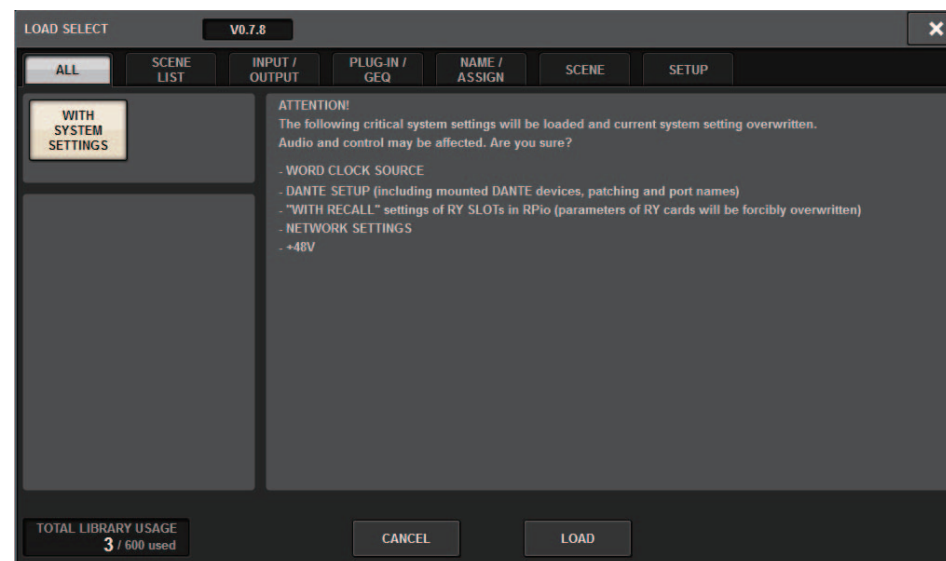 LOAD SELECT
V0.7.8
ALL
SCENE
LIST
INPUT /
OUTPUT
PLUG-IN /
GEQ
NAME /
ASSIGN
SCENE
SETUP
WITH
SYSTEM
SETTINGS
ATTENTION!
The following critical system settings will be loaded and current system setting overwritten.
Audio and control may be affected. Are you sure?
- WORD CLOCK SOURCE
- DANTE SETUP (including mounted DANTE devices, patching and port names)
- "WITH RECALL" settings of RY SLOTs in RPio (parameters of RY cards will be forcibly overwritten)
- NETWORK SETTINGS
- +48V
TOTAL LIBRARY USAGE
3 / 600 used
CANCEL
LOAD